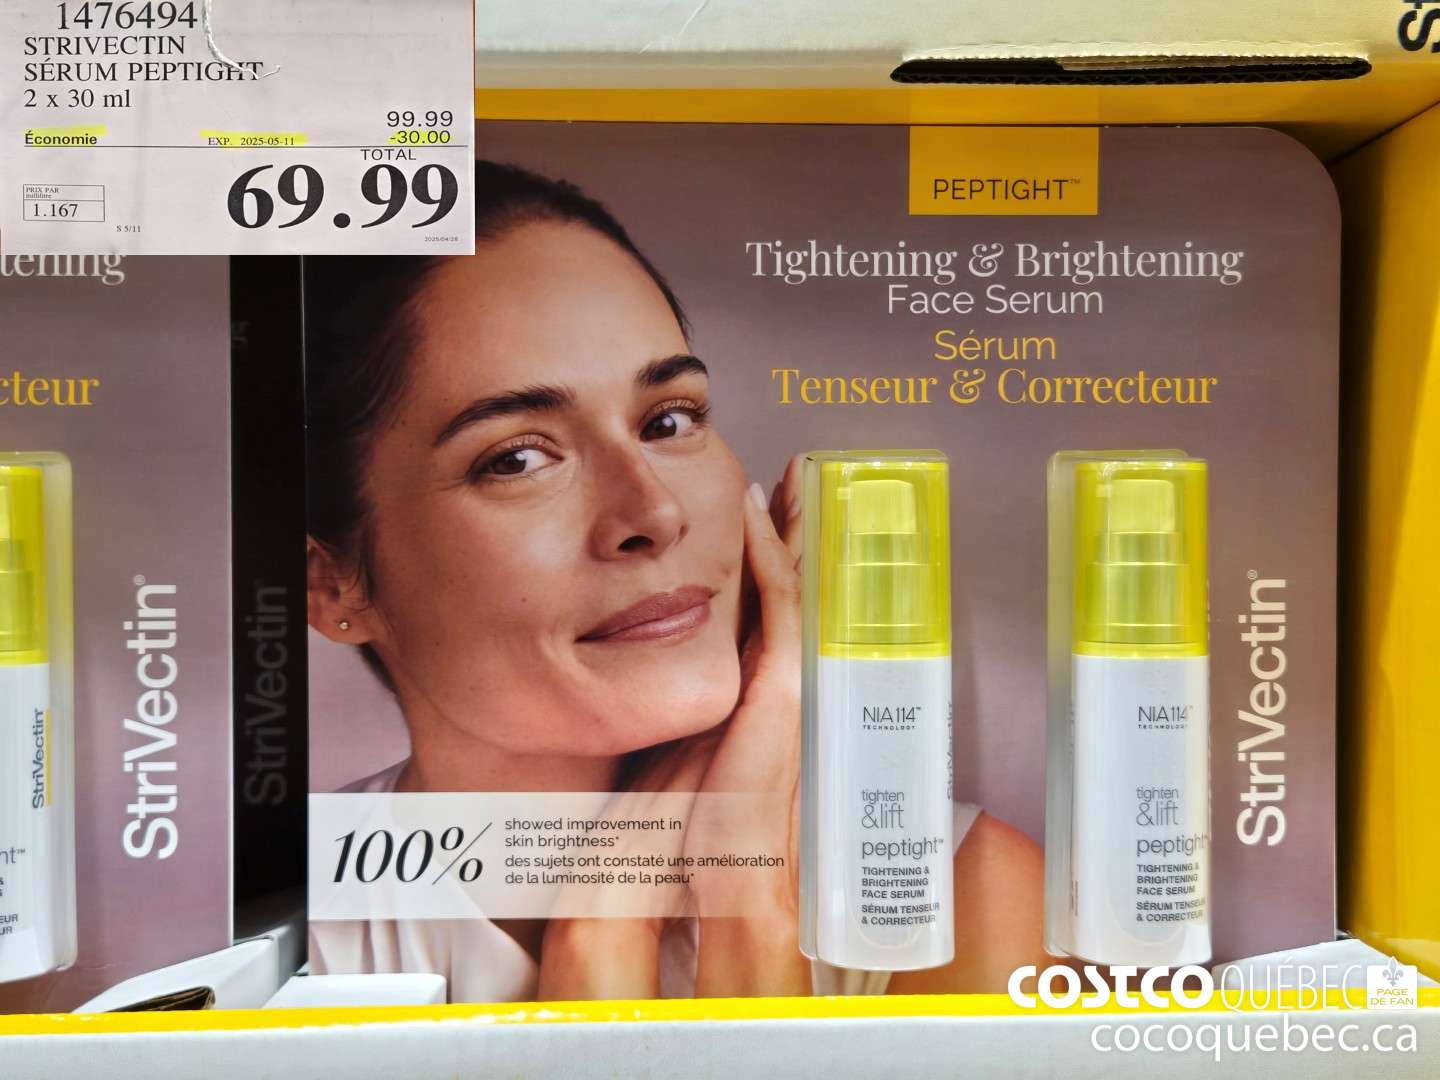 1476494
STRIVECTIN
SÉRUM PEPTIGHT
2 x 30 ml
99.99
Économie EXP. 2025-05-11 -30.00
TOTAL
69.99
PRIX PAR
millilitre
1.167
S 5/11
2025/04/28
PEPTIGHT™
Tightening & Brightening
Face Serum
Sérum
Tenseur & Correcteur
tening
cteur
StriVectin®
StriVectin
StriVectin
StriVectin®
100% showed improvement in
skin brightness*
des sujets ont constaté une amélioration
de la luminosité de la peau*
NIA114™
TECHNOLOGY
tighten
&lift
peptight™
TIGHTENING &
BRIGHTENING
FACE SERUM
SÉRUM TENSEUR
& CORRECTEUR
NIA114™
TECHNOLOGY
tighten
&lift
peptight
TIGHTENING &
BRIGHTENING
FACE SERUM
SÉRUM TENSEUR
& CORRECTEUR
COSTCO QUÉBEC PAGE
DE FAN
cocoquebec.ca